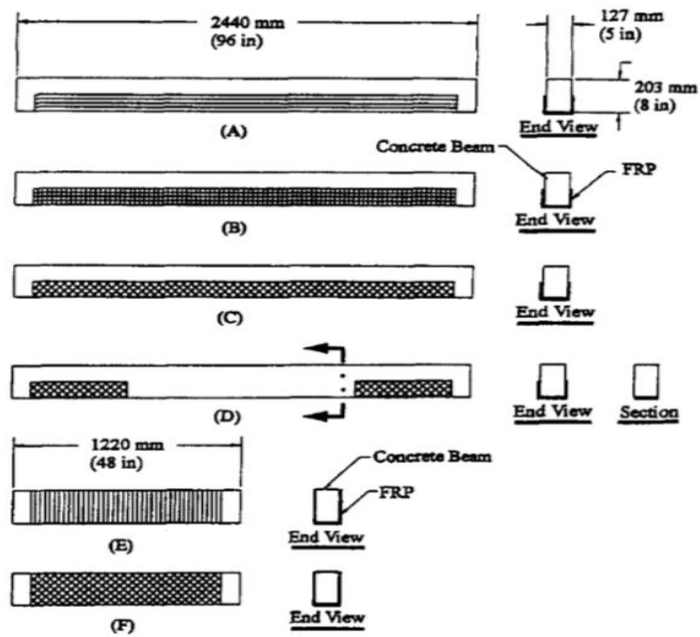 2440 mm
(96 in)
127 mm
(5 in)
203 mm
(8 in)
(A)
End View
Concrete Beam
FRP
(B)
End View
(C)
End View
(D)
End View
Section
1220 mm
(48 in)
Concrete Beam
FRP
(E)
End View
(F)
End View